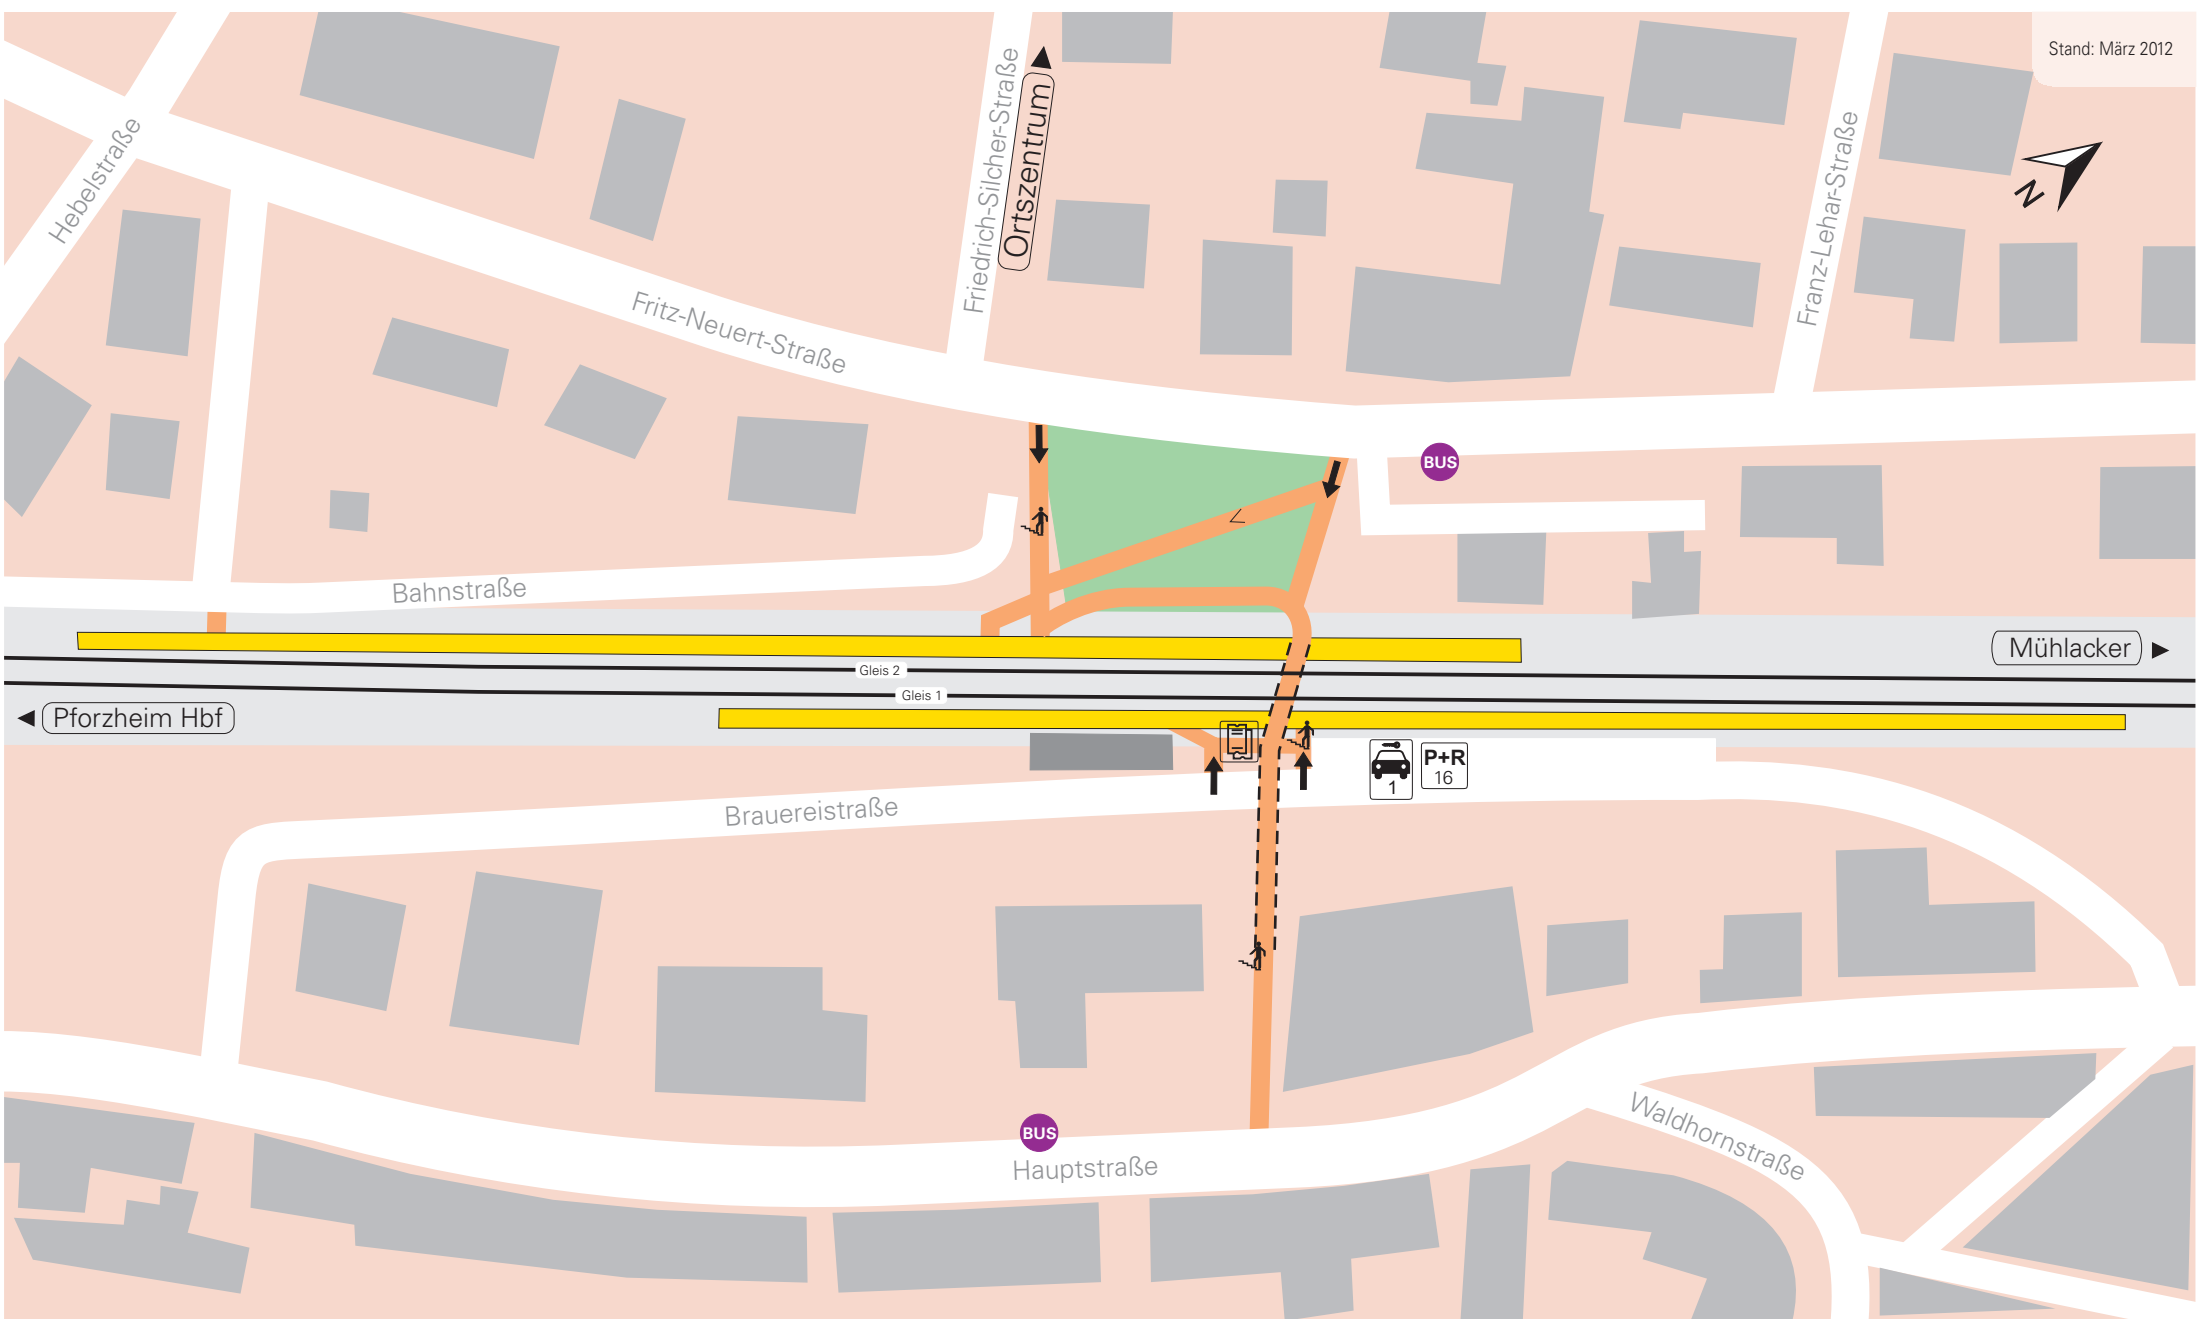 Stand: März 2012
N
Hebelstraße
Friedrich-Silcher-Straße
Ortszentrum
Franz-Lehar-Straße
Fritz-Neuert-Straße
BUS
Bahnstraße
Mühlacker
Gleis 2
Gleis 1
Pforzheim Hbf
P+R
16
1
Brauereistraße
Waldhornstraße
BUS
Hauptstraße